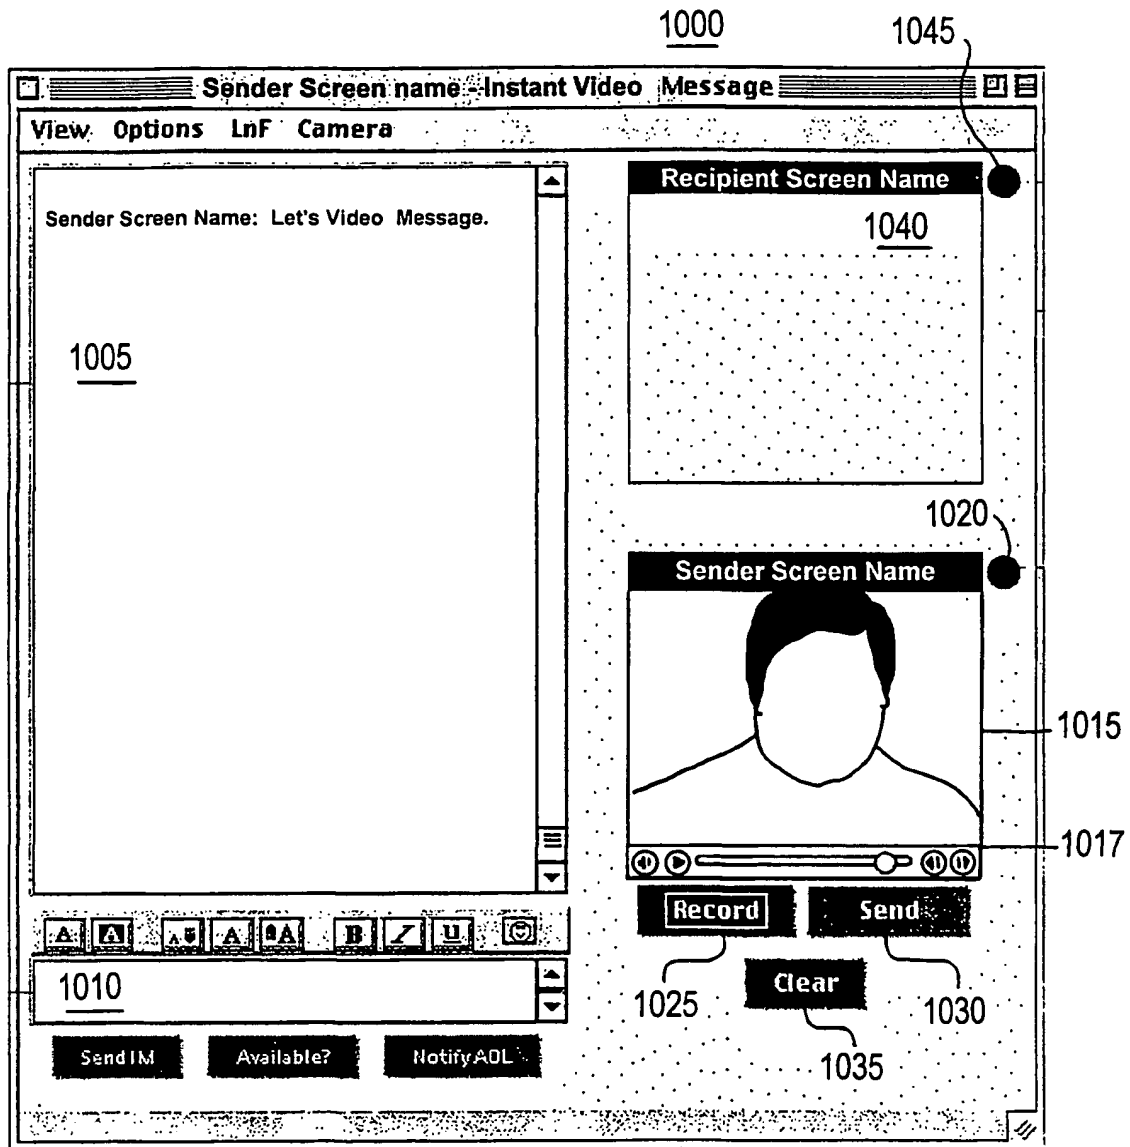 1000
1045
Sender Screen name - Instant Video Message
View Options LnF Camera
Recipient Screen Name
1040
Sender Screen Name: Let's Video Message.
1005
1020
Sender Screen Name
1015
1017
Record Send
A A A A A B I U
1010
1025
Clear
1030
1035
Send IM Available? Notify AOL